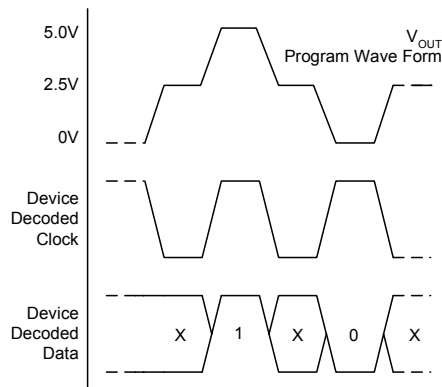 5.0V
V_OUT
Program Wave Form
2.5V
0V
Device
Decoded
Clock
Device
Decoded
Data
X 1 X 0 X